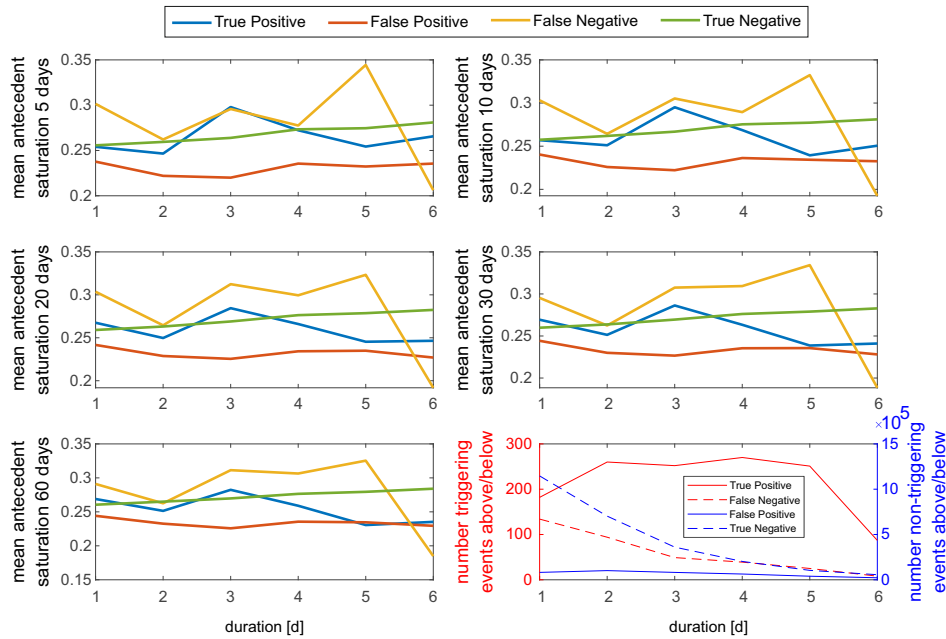 True Positive False Positive False Negative True Negative
mean antecedent
saturation 5 days
0.35
0.3
0.25
0.2
1 2 3 4 5 6
mean antecedent
saturation 10 days
0.35
0.3
0.25
0.2
1 2 3 4 5 6
mean antecedent
saturation 20 days
0.35
0.3
0.25
0.2
1 2 3 4 5 6
mean antecedent
saturation 30 days
0.35
0.3
0.25
0.2
1 2 3 4 5 6
mean antecedent
saturation 60 days
0.35
0.3
0.25
0.2
0.15
1 2 3 4 5 6
duration [d]
number triggering
events above/below
300
200
100
0
True Positive
False Negative
False Positive
True Negative
×10^5
15
10
5
0
number non-triggering
events above/below
1 2 3 4 5 6
duration [d]